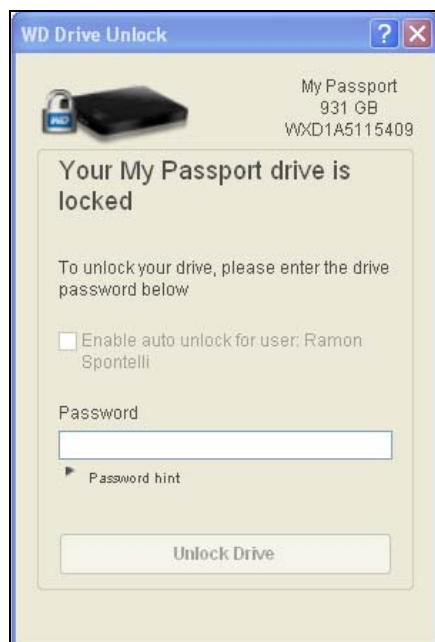 WD Drive Unlock
?
My Passport
931 GB
WXD1A5115409
WD
Your My Passport drive is
locked
To unlock your drive, please enter the drive
password below
Enable auto unlock for user: Ramon
Spontelli
Password
Password hint
Unlock Drive